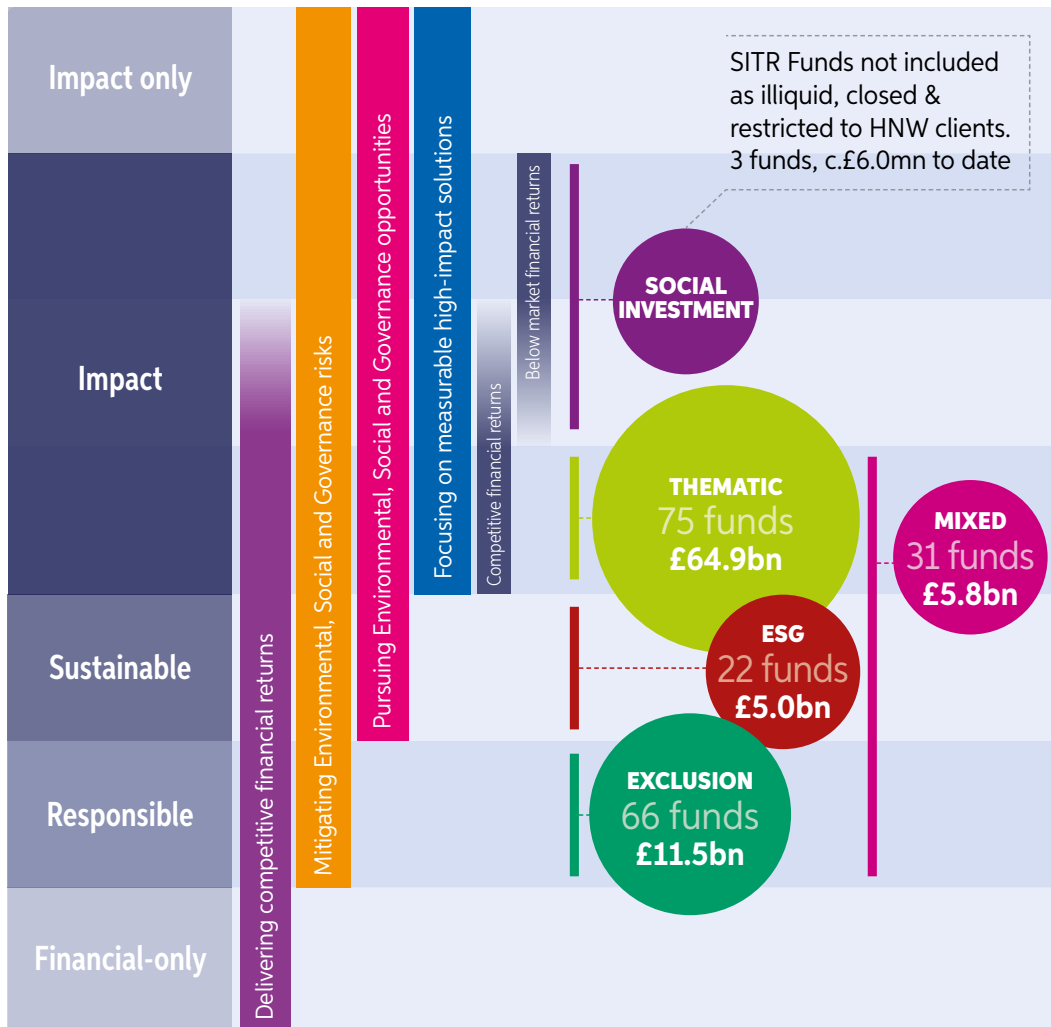 Impact only
Impact
Sustainable
Responsible
Financial-only
Delivering competitive financial returns
Mitigating Environmental, Social and Governance risks
Pursuing Environmental, Social and Governance opportunities
Focusing on measurable high-impact solutions
Competitive financial returns
Below market financial returns
SITR Funds not included
as illiquid, closed &
restricted to HNW clients.
3 funds, c.£6.0mn to date
SOCIAL
INVESTMENT
THEMATIC
75 funds
£64.9bn
MIXED
31 funds
£5.8bn
ESG
22 funds
£5.0bn
EXCLUSION
66 funds
£11.5bn